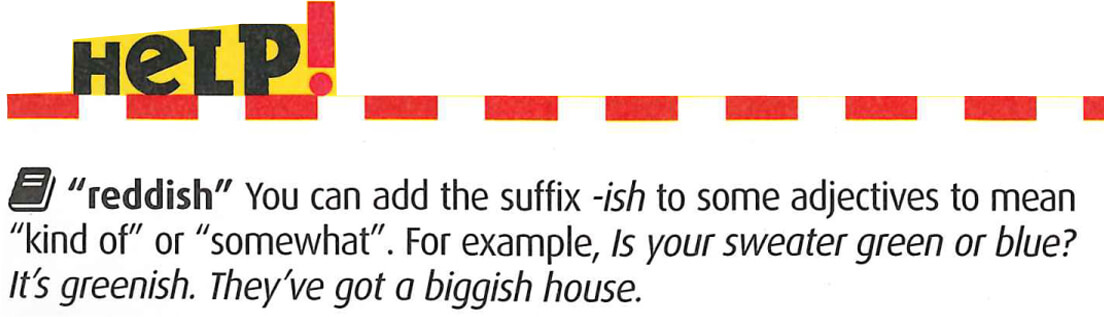 HeLP!
"reddish" You can add the suffix -ish to some adjectives to mean
"kind of" or "somewhat". For example, Is your sweater green or blue?
It's greenish. They've got a biggish house.